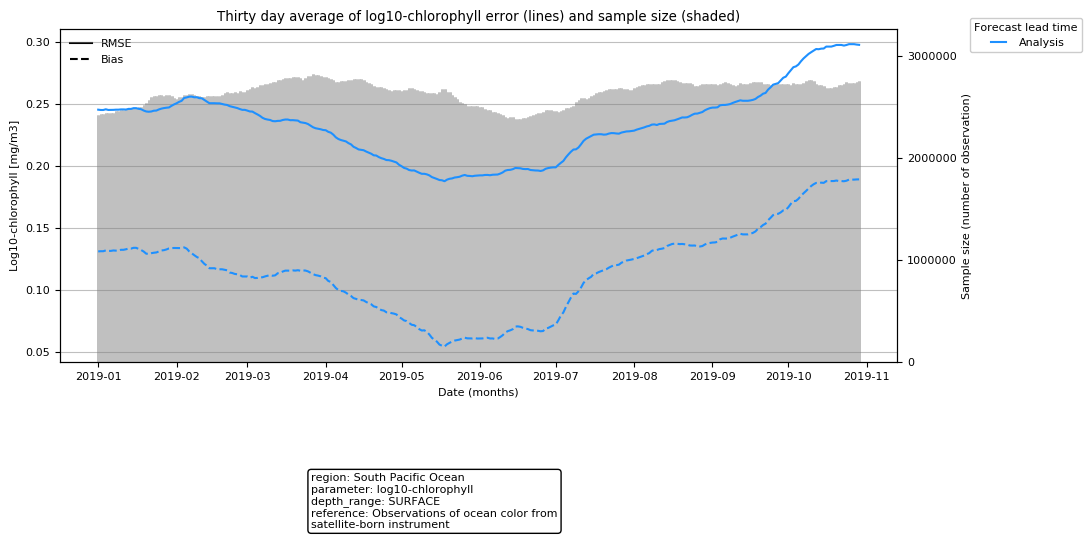 Thirty day average of log10-chlorophyll error (lines) and sample size (shaded)
Forecast lead time
Analysis
RMSE
Bias
0.30
0.25
0.20
0.15
0.10
0.05
Log10-chlorophyll [mg/m3]
3000000
2000000
1000000
0
Sample size (number of observation)
2019-01 2019-02 2019-03 2019-04 2019-05 2019-06 2019-07 2019-08 2019-09 2019-10 2019-11
Date (months)
region: South Pacific Ocean
parameter: log10-chlorophyll
depth_range: SURFACE
reference: Observations of ocean color from
satellite-born instrument